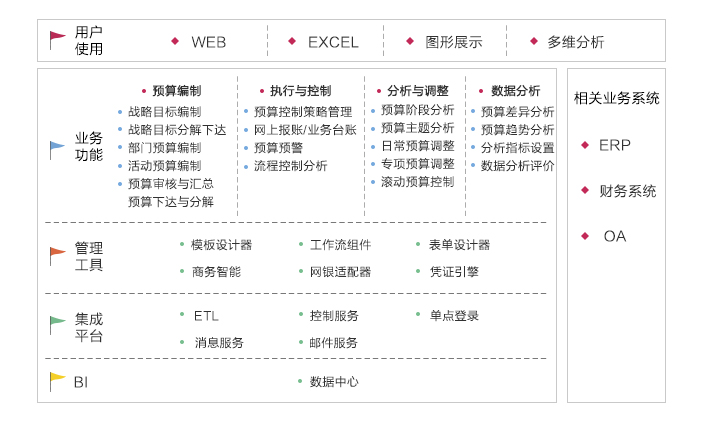 用户
使用
WEB
EXCEL
图形展示
多维分析
业务
功能
预算编制
战略目标编制
战略目标分解下达
部门预算编制
活动预算编制
预算审核与汇总
预算下达与分解
执行与控制
预算控制策略管理
网上报账/业务台账
预算预警
流程控制分析
分析与调整
预算阶段分析
预算主题分析
日常预算调整
专项预算调整
滚动预算控制
数据分析
预算差异分析
预算趋势分析
分析指标设置
数据分析评价
管理
工具
模板设计器
工作流组件
表单设计器
商务智能
网银适配器
凭证引擎
集成
平台
ETL
控制服务
单点登录
消息服务
邮件服务
BI
数据中心
相关业务系统
ERP
财务系统
OA